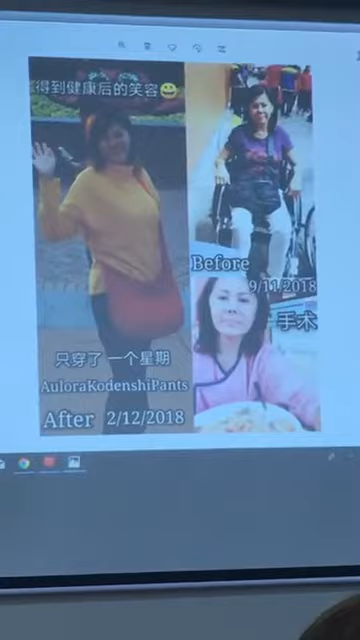 得到健康后的笑容😀
Before
9/11/2018
手术
只穿了 一个星期
AuloraKodenshiPants
After 2/12/2018